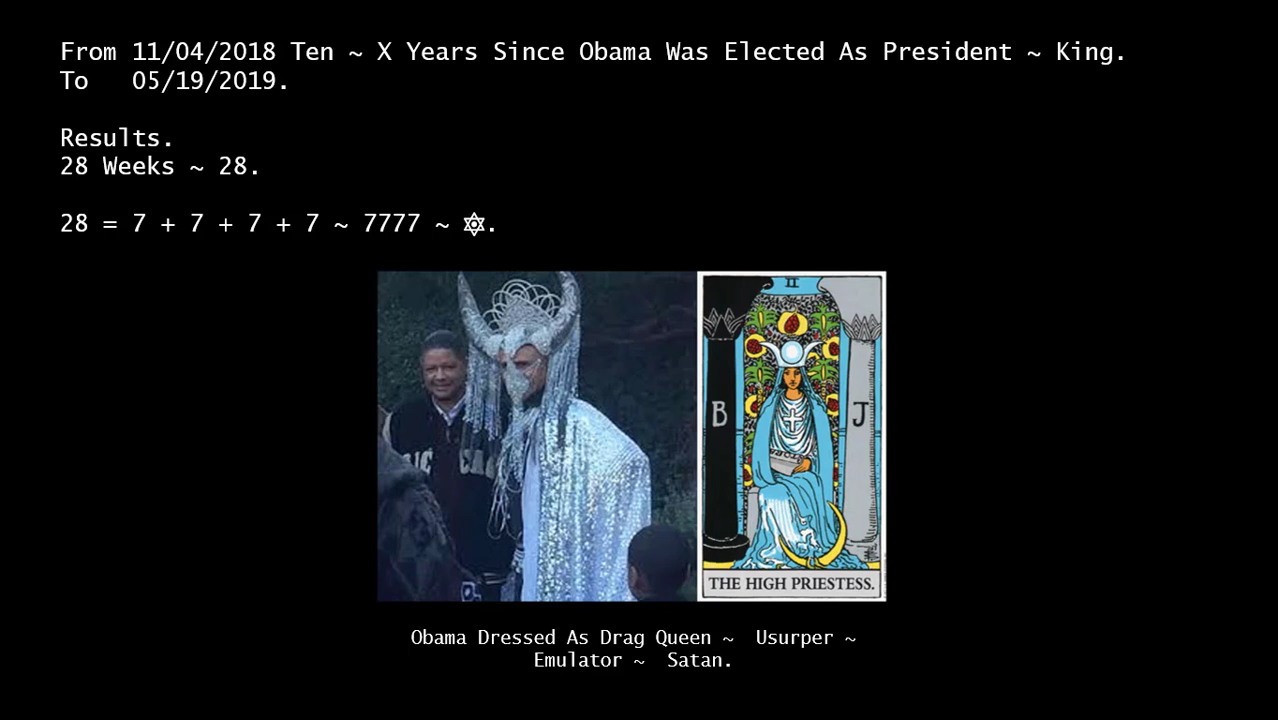 From 11/04/2018 Ten ~ X Years Since Obama Was Elected As President ~ King.
To 05/19/2019.
Results.
28 Weeks ~ 28.
28 = 7 + 7 + 7 + 7 ~ 7777 ~ 🔯.
II
B
J
THE HIGH PRIESTESS.
Obama Dressed As Drag Queen ~ Usurper ~
Emulator ~ Satan.